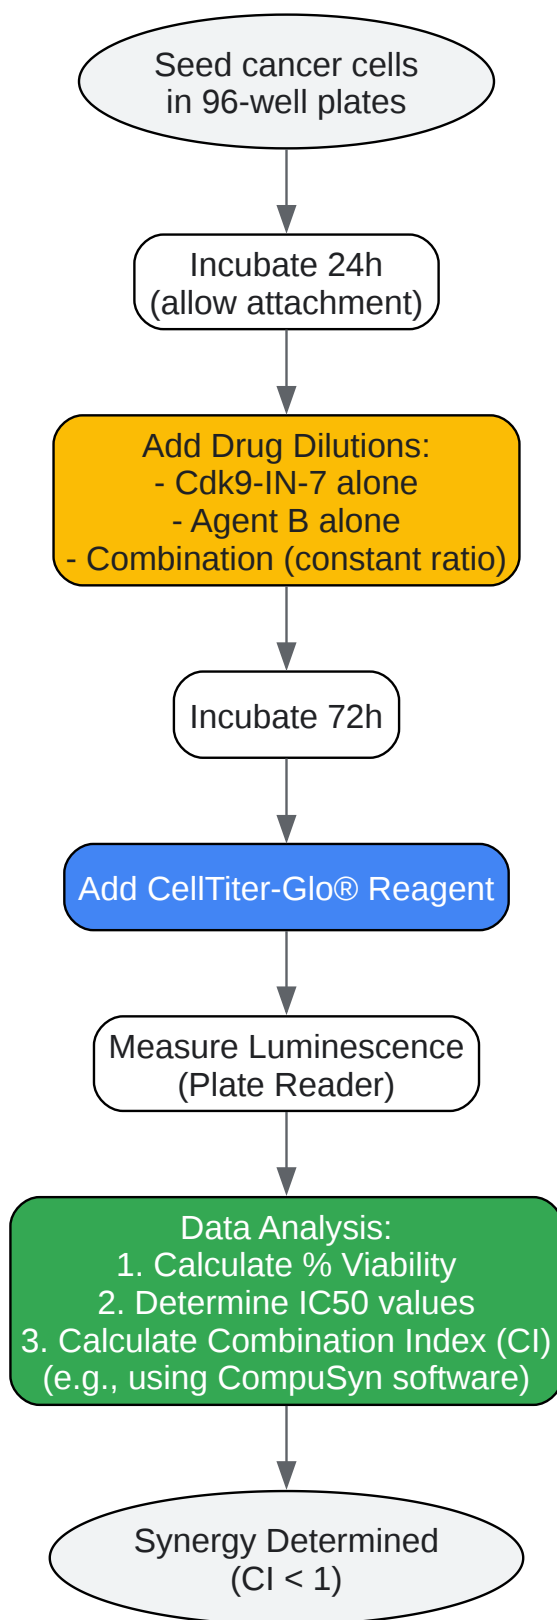 Seed cancer cells
in 96-well plates
Incubate 24h
(allow attachment)
Add Drug Dilutions:
- Cdk9-IN-7 alone
- Agent B alone
- Combination (constant ratio)
Incubate 72h
Add CellTiter-Glo® Reagent
Measure Luminescence
(Plate Reader)
Data Analysis:
1. Calculate % Viability
2. Determine IC50 values
3. Calculate Combination Index (CI)
(e.g., using CompuSyn software)
Synergy Determined
(CI < 1)